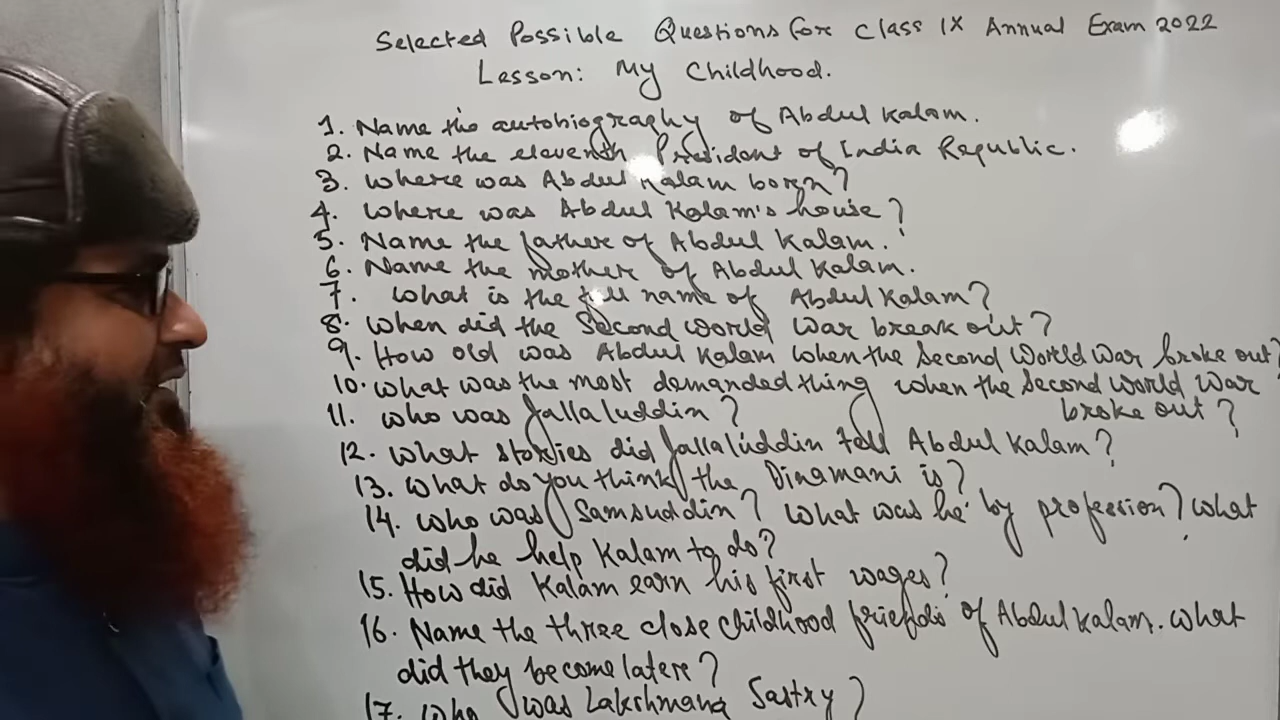 Selected Possible Questions for Class IX Annual Exam 2022
Lesson: My Childhood.
1. Name the autobiography of Abdul Kalam.
2. Name the eleventh President of India Republic.
3. Where was Abdul Kalam born?
4. Where was Abdul Kalam's house?
5. Name the father of Abdul Kalam.
6. Name the mother of Abdul Kalam.
7. What is the full name of Abdul Kalam?
8. When did the Second World War break out?
9. How old was Abdul Kalam when the Second World War broke out?
10. What was the most demanded thing when the Second World War
broke out?
11. Who was Jallaluddin?
12. What stories did Jallaluddin tell Abdul Kalam?
13. What do you think the Dinamani is?
14. Who was Samsuddin? What was he by profession? What
did he help Kalam to do?
15. How did Kalam earn his first wages?
16. Name the three close childhood friends of Abdul Kalam. What
did they become later?
17. Who was Lakshmana Sastry?